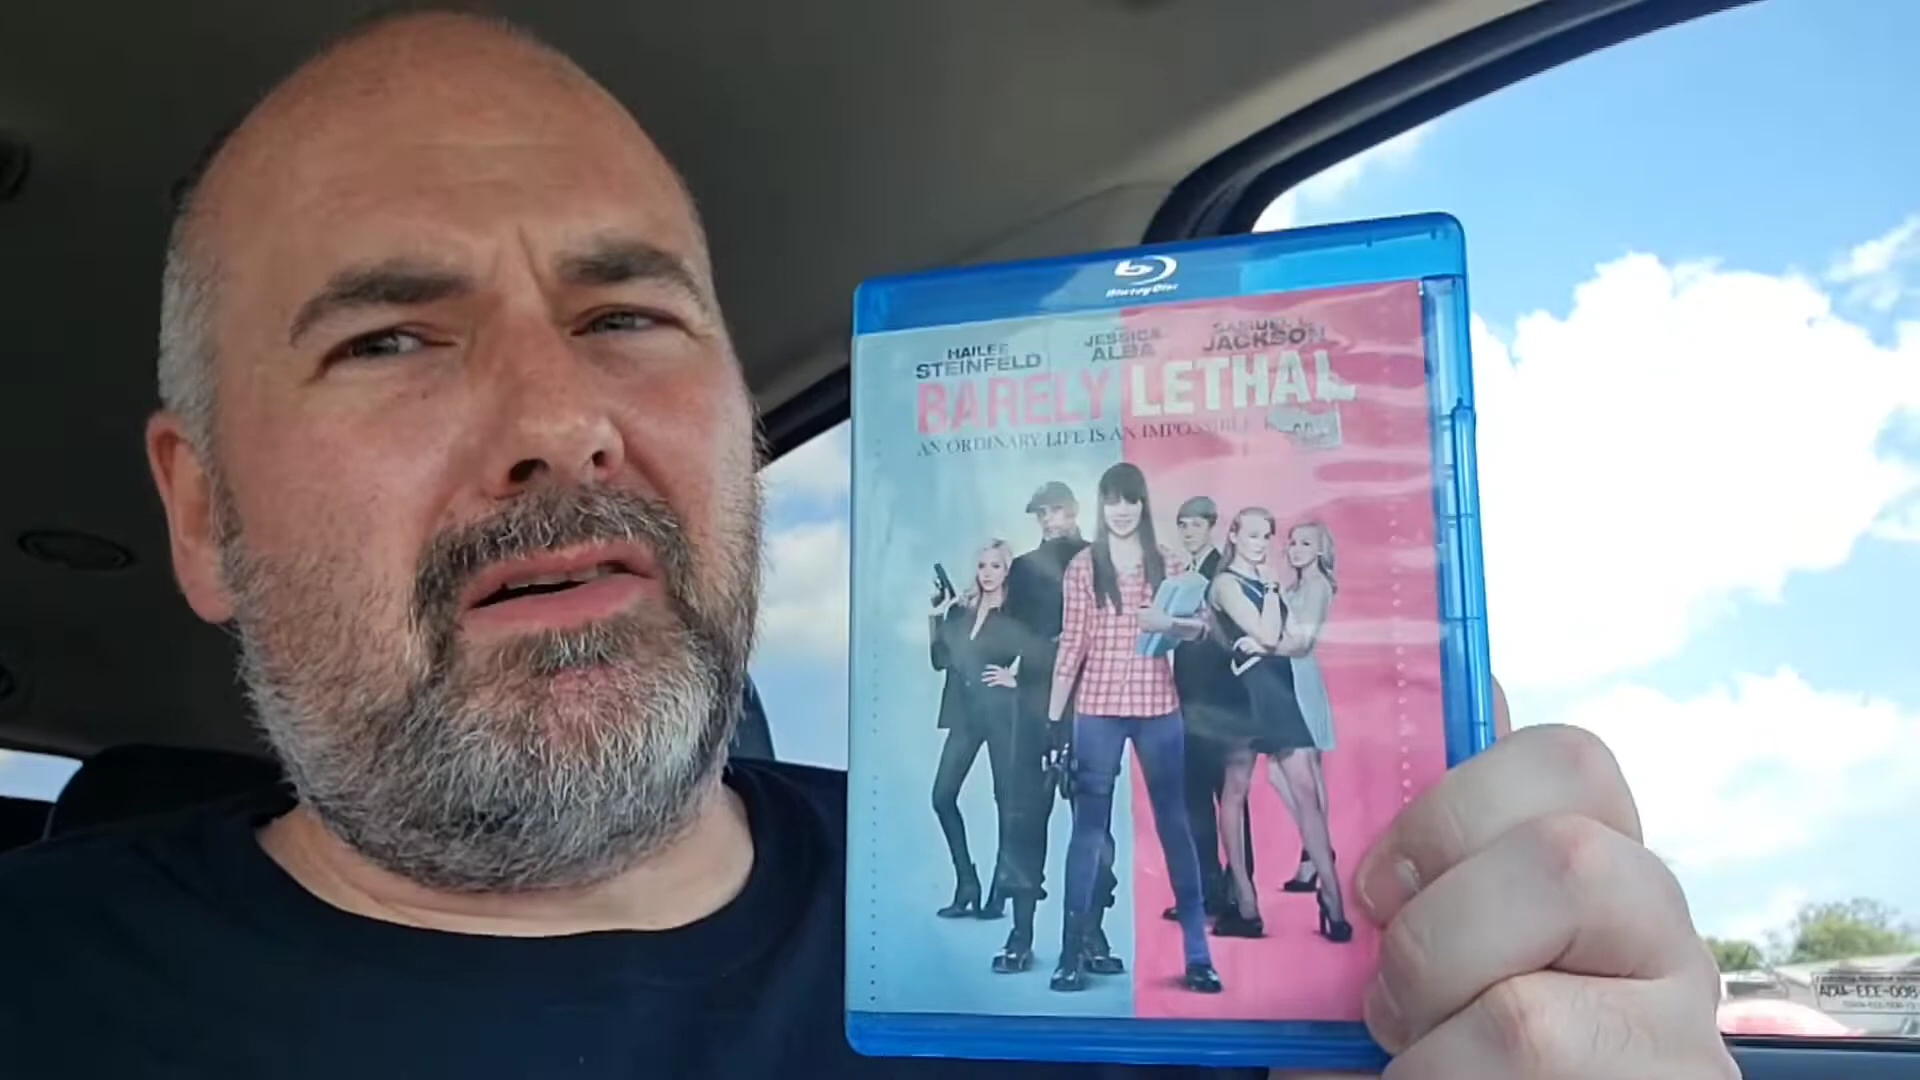 Blu-ray Disc
HAILEE STEINFELD
JESSICA ALBA
SAMUEL L. JACKSON
BARELY LETHAL
AN ORDINARY LIFE IS AN IMPOSSIBLE